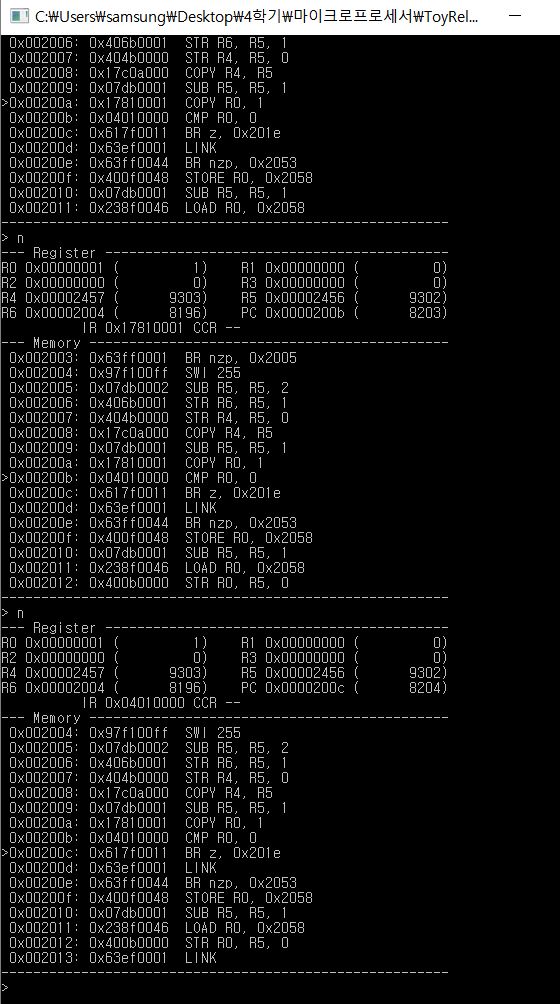 C:₩Users₩samsung₩Desktop₩4학기₩마이크로프로세서₩ToyRel...
0x002006: 0x406b0001 STR R6, R5, 1
0x002007: 0x404b0000 STR R4, R5, 0
0x002008: 0x17c0a000 COPY R4, R5
0x002009: 0x07db0001 SUB R5, R5, 1
>0x00200a: 0x17810001 COPY R0, 1
0x00200b: 0x04010000 CMP R0, 0
0x00200c: 0x617f0011 BR z, 0x201e
0x00200d: 0x63ef0001 LINK
0x00200e: 0x63ff0044 BR nzp, 0x2053
0x00200f: 0x400f0048 STORE R0, 0x2058
0x002010: 0x07db0001 SUB R5, R5, 1
0x002011: 0x238f0046 LOAD R0, 0x2058
--------------------------------------------------------
> n
--- Register -------------------------------------------
R0 0x00000001 ( 1) R1 0x00000000 ( 0)
R2 0x00000000 ( 0) R3 0x00000000 ( 0)
R4 0x00002457 ( 9303) R5 0x00002456 ( 9302)
R6 0x00002004 ( 8196) PC 0x0000200b ( 8203)
IR 0x17810001 CCR --
--- Memory ---------------------------------------------
0x002003: 0x63ff0001 BR nzp, 0x2005
0x002004: 0x97f100ff SWI 255
0x002005: 0x07db0002 SUB R5, R5, 2
0x002006: 0x406b0001 STR R6, R5, 1
0x002007: 0x404b0000 STR R4, R5, 0
0x002008: 0x17c0a000 COPY R4, R5
0x002009: 0x07db0001 SUB R5, R5, 1
0x00200a: 0x17810001 COPY R0, 1
>0x00200b: 0x04010000 CMP R0, 0
0x00200c: 0x617f0011 BR z, 0x201e
0x00200d: 0x63ef0001 LINK
0x00200e: 0x63ff0044 BR nzp, 0x2053
0x00200f: 0x400f0048 STORE R0, 0x2058
0x002010: 0x07db0001 SUB R5, R5, 1
0x002011: 0x238f0046 LOAD R0, 0x2058
0x002012: 0x400b0000 STR R0, R5, 0
--------------------------------------------------------
> n
--- Register -------------------------------------------
R0 0x00000001 ( 1) R1 0x00000000 ( 0)
R2 0x00000000 ( 0) R3 0x00000000 ( 0)
R4 0x00002457 ( 9303) R5 0x00002456 ( 9302)
R6 0x00002004 ( 8196) PC 0x0000200c ( 8204)
IR 0x04010000 CCR --
--- Memory ---------------------------------------------
0x002004: 0x97f100ff SWI 255
0x002005: 0x07db0002 SUB R5, R5, 2
0x002006: 0x406b0001 STR R6, R5, 1
0x002007: 0x404b0000 STR R4, R5, 0
0x002008: 0x17c0a000 COPY R4, R5
0x002009: 0x07db0001 SUB R5, R5, 1
0x00200a: 0x17810001 COPY R0, 1
0x00200b: 0x04010000 CMP R0, 0
>0x00200c: 0x617f0011 BR z, 0x201e
0x00200d: 0x63ef0001 LINK
0x00200e: 0x63ff0044 BR nzp, 0x2053
0x00200f: 0x400f0048 STORE R0, 0x2058
0x002010: 0x07db0001 SUB R5, R5, 1
0x002011: 0x238f0046 LOAD R0, 0x2058
0x002012: 0x400b0000 STR R0, R5, 0
0x002013: 0x63ef0001 LINK
--------------------------------------------------------
>